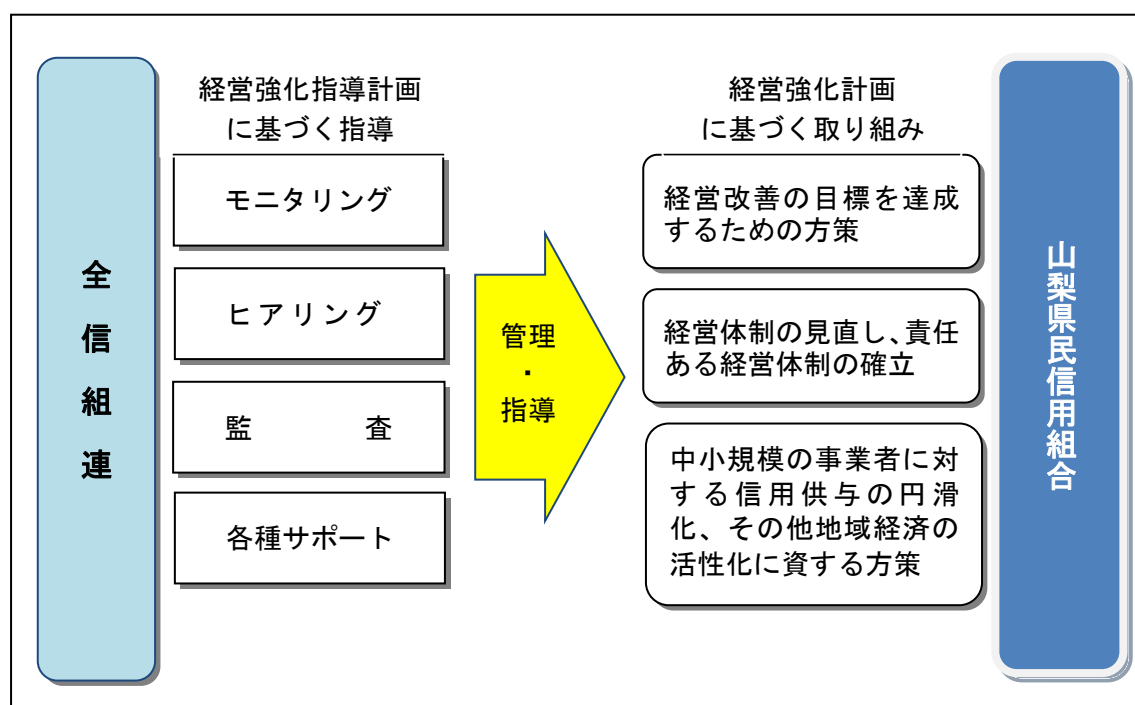 全信組連
経営強化指導計画
に基づく指導
モニタリング
ヒアリング
監査
各種サポート
管理
・
指導
経営強化計画
に基づく取り組み
経営改善の目標を達成
するための方策
経営体制の見直し、責任
ある経営体制の確立
中小規模の事業者に対
する信用供与の円滑
化、その他地域経済の
活性化に資する方策
山梨県民信用組合